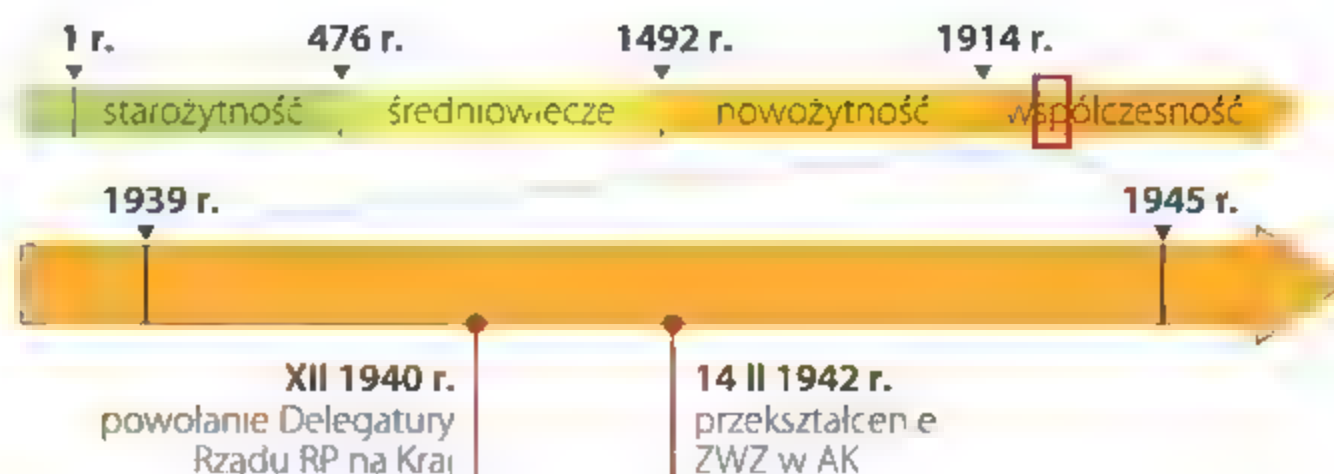 1 r. 476 r. 1492 r. 1914 r.
starożytność średniowiecze nowożytność współczesność
1939 r. 1945 r.
XII 1940 r.
powołanie Delegatury
Rządu RP na Kraj
14 II 1942 r.
przekształcenie
ZWZ w AK